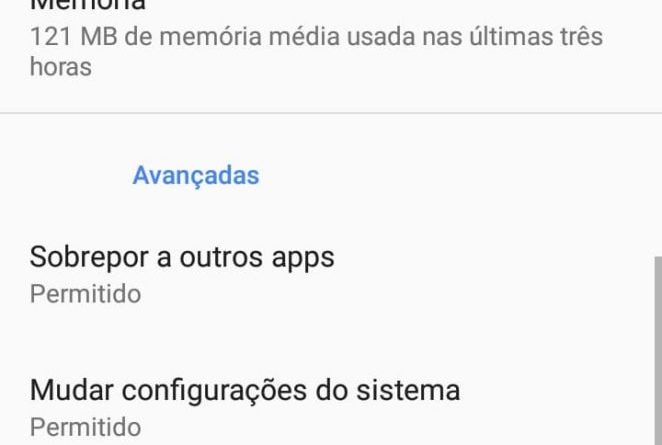 Memória
121 MB de memória média usada nas últimas três
horas
Avançadas
Sobrepor a outros apps
Permitido
Mudar configurações do sistema
Permitido